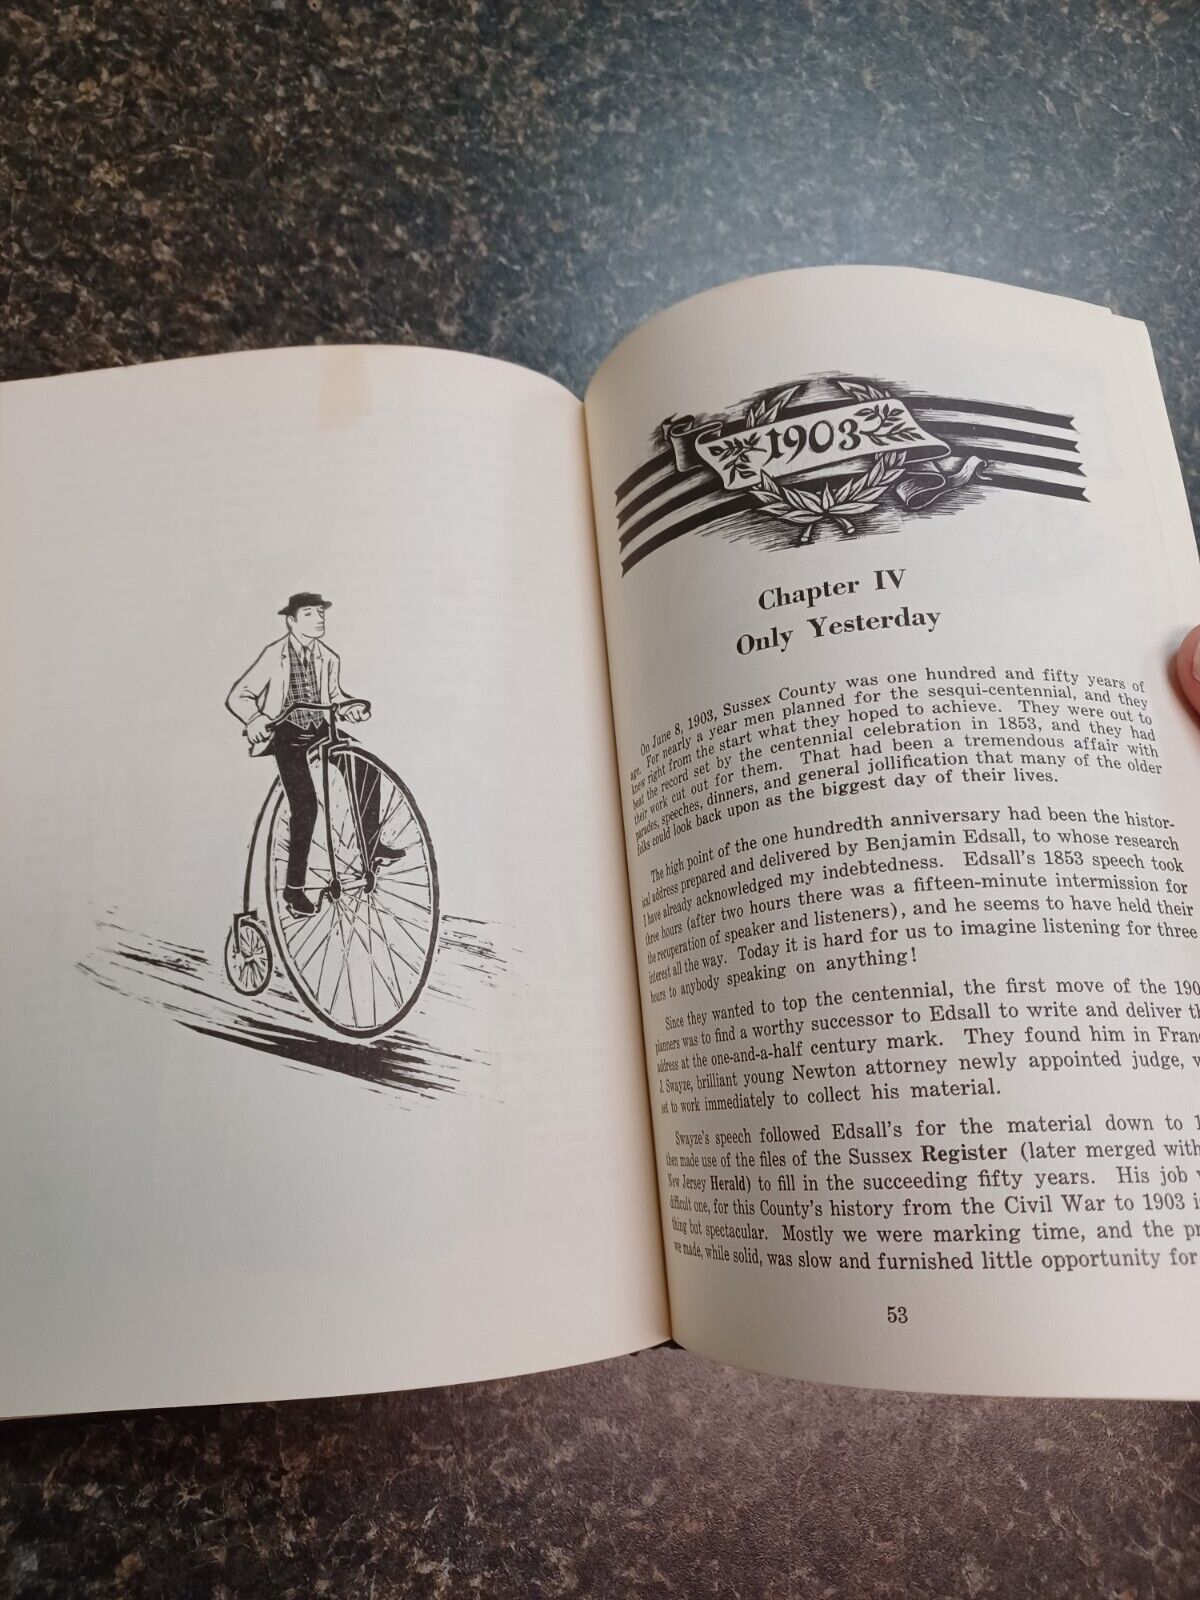 1903
Chapter IV
Only Yesterday
On June 8, 1903, Sussex County was one hundred and fifty years of
age. For nearly a year men planned for the sesqui-centennial, and they
knew right from the start what they hoped to achieve. They were out to
beat the record set by the centennial celebration in 1853, and they had
their work cut out for them. That had been a tremendous affair with
parades, speeches, dinners, and general jollification that many of the older
folks could look back upon as the biggest day of their lives.
The high point of the one hundredth anniversary had been the histor-
ical address prepared and delivered by Benjamin Edsall, to whose research
I have already acknowledged my indebtedness. Edsall's 1853 speech took
three hours (after two hours there was a fifteen-minute intermission for
the recuperation of speaker and listeners), and he seems to have held their
interest all the way. Today it is hard for us to imagine listening for three
hours to anybody speaking on anything!
Since they wanted to top the centennial, the first move of the 190
planners was to find a worthy successor to Edsall to write and deliver th
address at the one-and-a-half century mark. They found him in Franc
J. Swayze, brilliant young Newton attorney newly appointed judge, w
set to work immediately to collect his material.
Swayze's speech followed Edsall's for the material down to 1
then made use of the files of the Sussex Register (later merged with
New Jersey Herald) to fill in the succeeding fifty years. His job w
difficult one, for this County's history from the Civil War to 1903 i
thing but spectacular. Mostly we were marking time, and the pr
we made, while solid, was slow and furnished little opportunity for
53